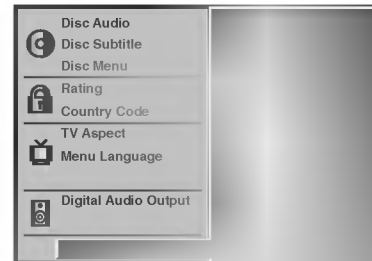 Disc Audio
Disc Subtitle
Disc Menu
Rating
Country Code
TV Aspect
Menu Language
Digital Audio Output